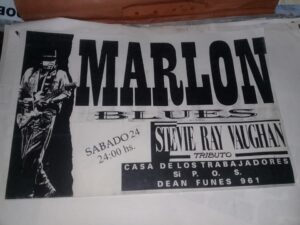 MARLON
BLUES
SABADO 24
24:00 hs.
STEVIE RAY VAUGHAN
TRIBUTO
CASA DE LOS TRABAJADORES
Si P. O. S.
DEAN FUNES 961